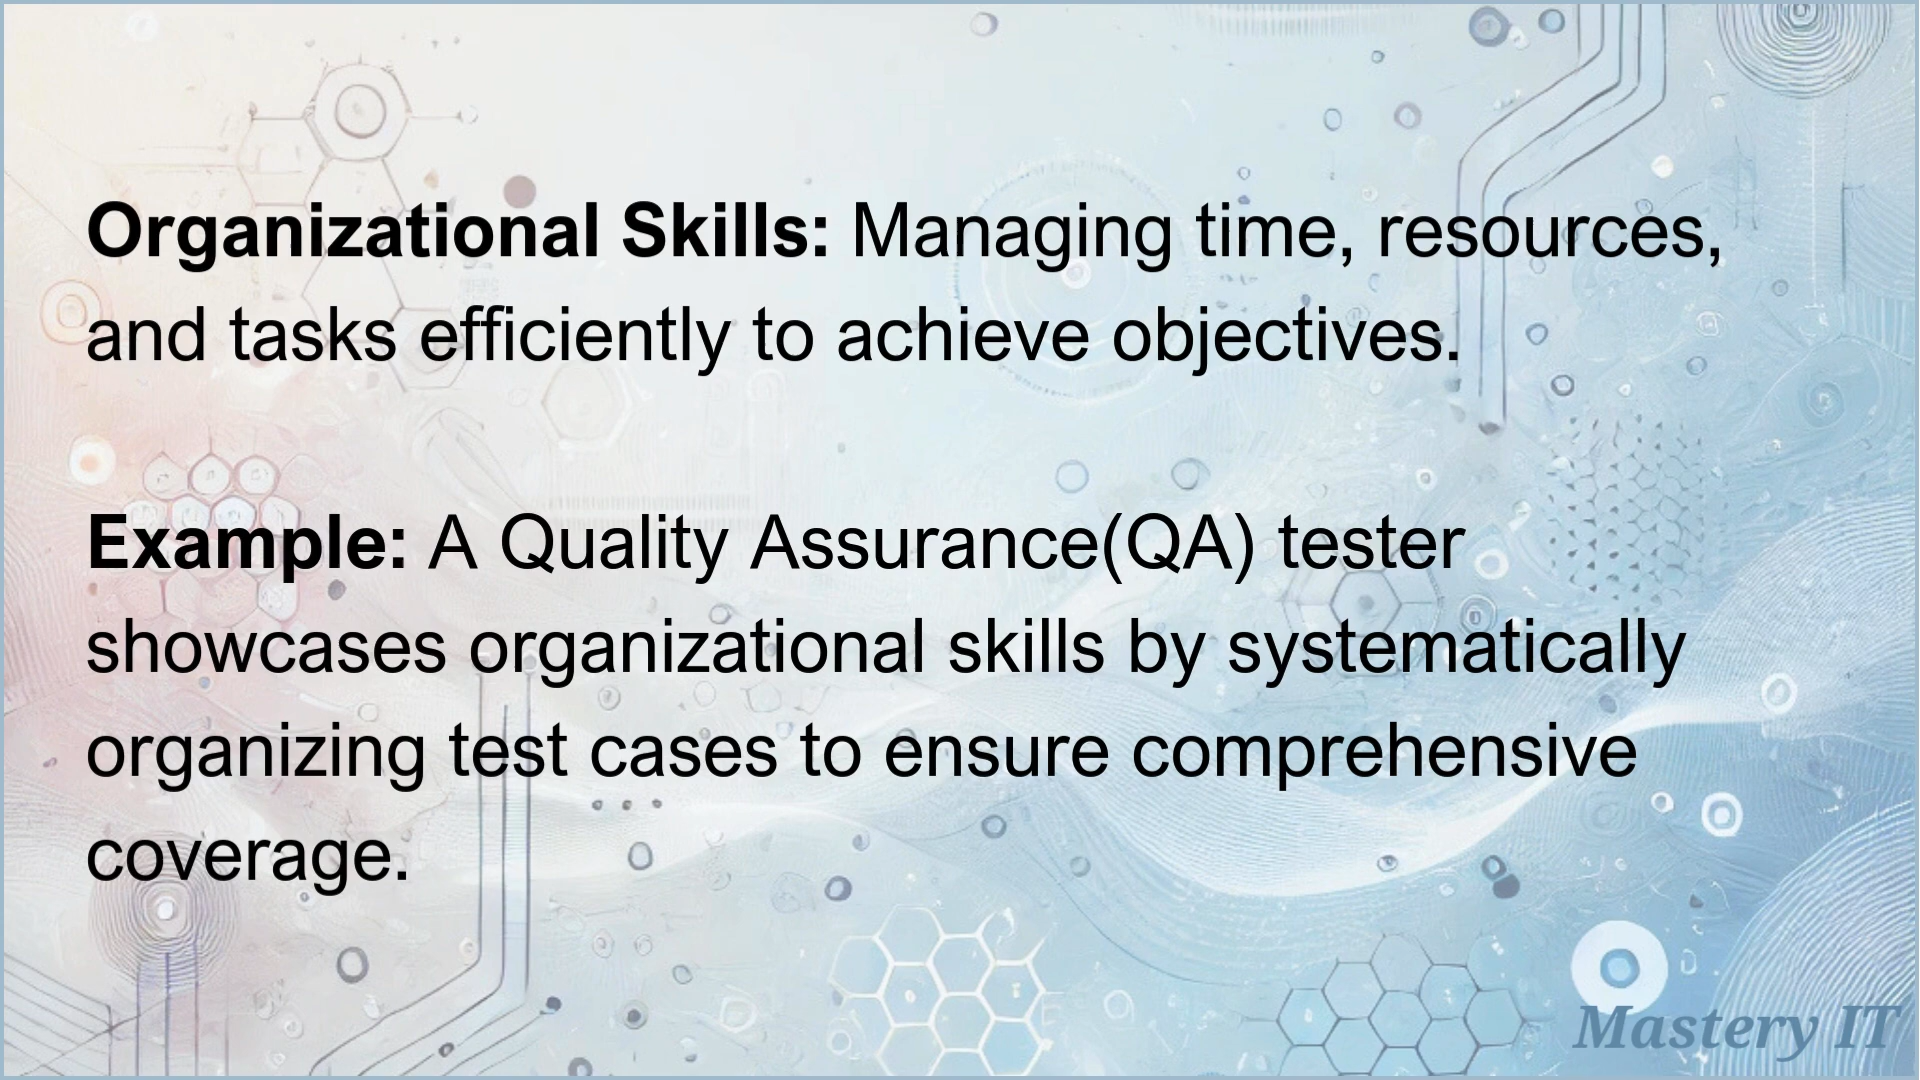 Organizational Skills: Managing time, resources,
and tasks efficiently to achieve objectives.
Example: A Quality Assurance(QA) tester
showcases organizational skills by systematically
organizing test cases to ensure comprehensive
coverage.
Mastery IT